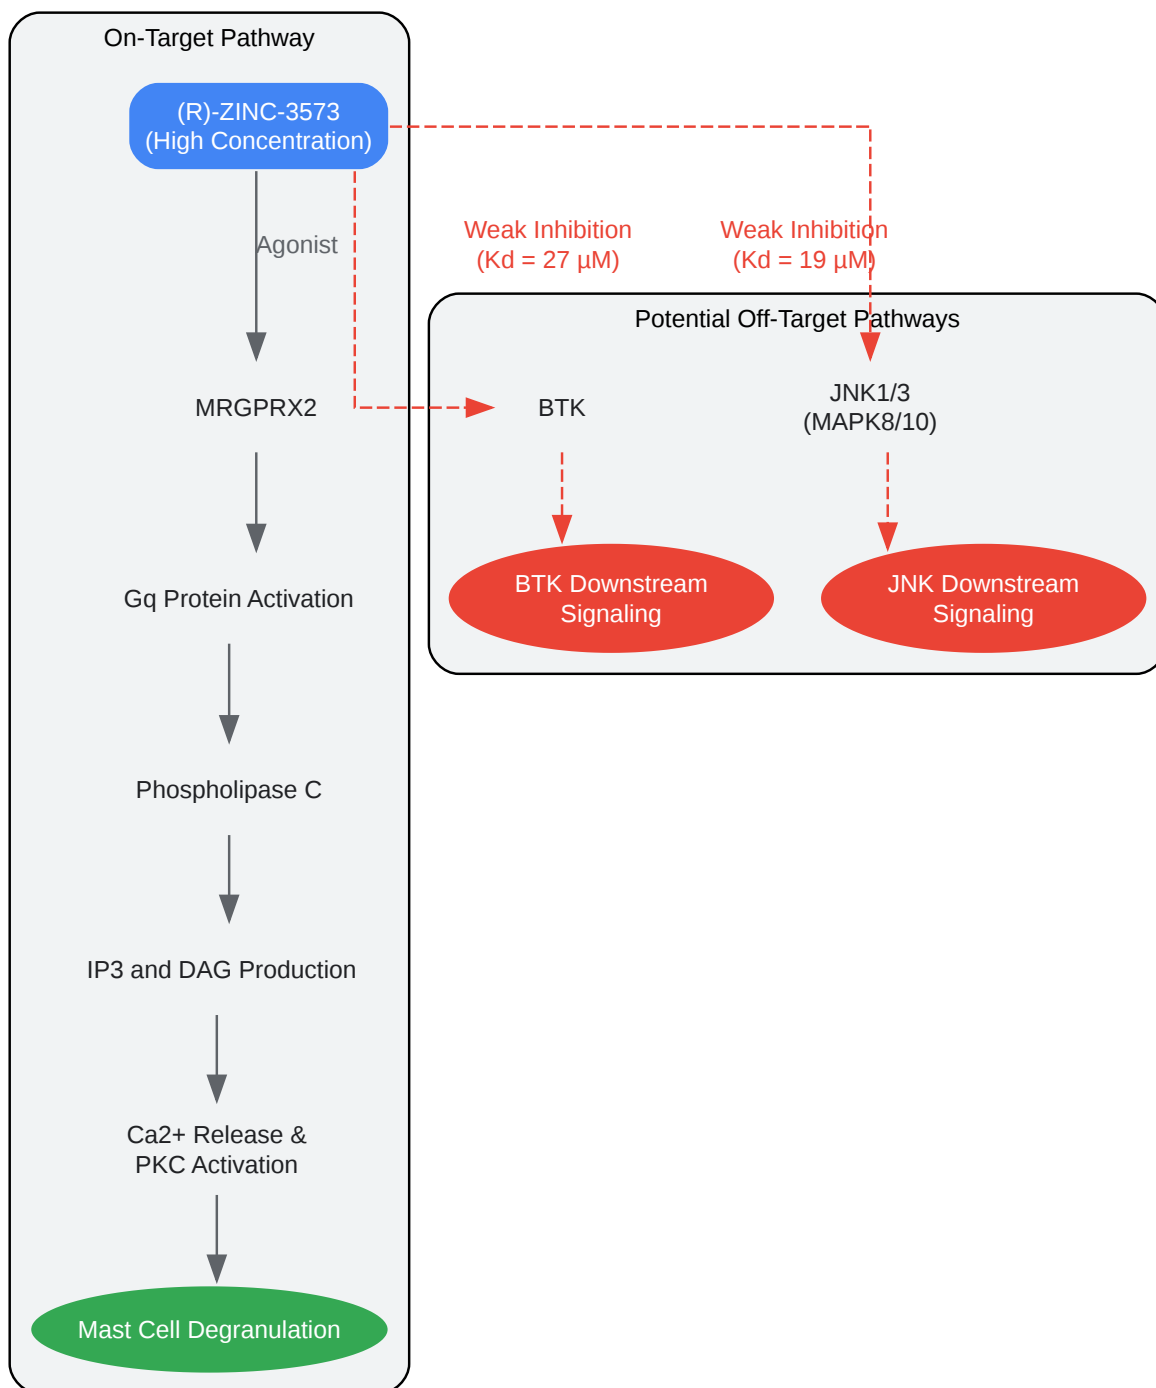 On-Target Pathway
(R)-ZINC-3573
(High Concentration)
Agonist
MRGPRX2
Gq Protein Activation
Phospholipase C
IP3 and DAG Production
Ca2+ Release &
PKC Activation
Mast Cell Degranulation
Weak Inhibition
(Kd = 27 µM)
Weak Inhibition
(Kd = 19 µM)
Potential Off-Target Pathways
BTK
JNK1/3
(MAPK8/10)
BTK Downstream
Signaling
JNK Downstream
Signaling